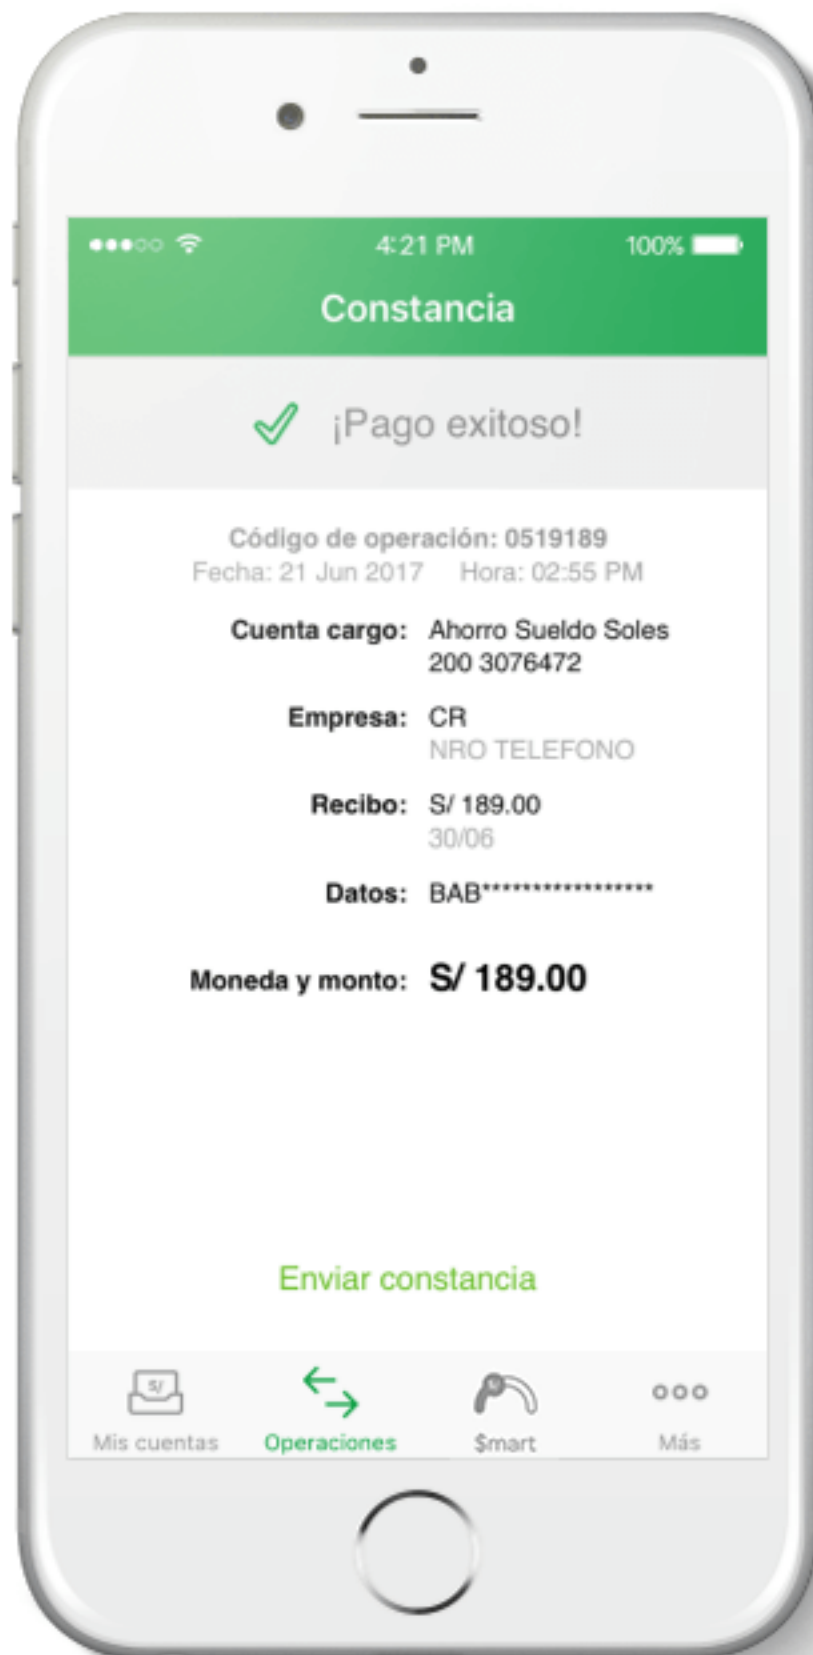 4:21 PM 100%
Constancia
¡Pago exitoso!
Código de operación: 0519189
Fecha: 21 Jun 2017 Hora: 02:55 PM
Cuenta cargo: Ahorro Sueldo Soles
200 3076472
Empresa: CR
NRO TELEFONO
Recibo: S/ 189.00
30/06
Datos: BAB*****************
Moneda y monto: S/ 189.00
Enviar constancia
S/
Mis cuentas Operaciones $mart Más